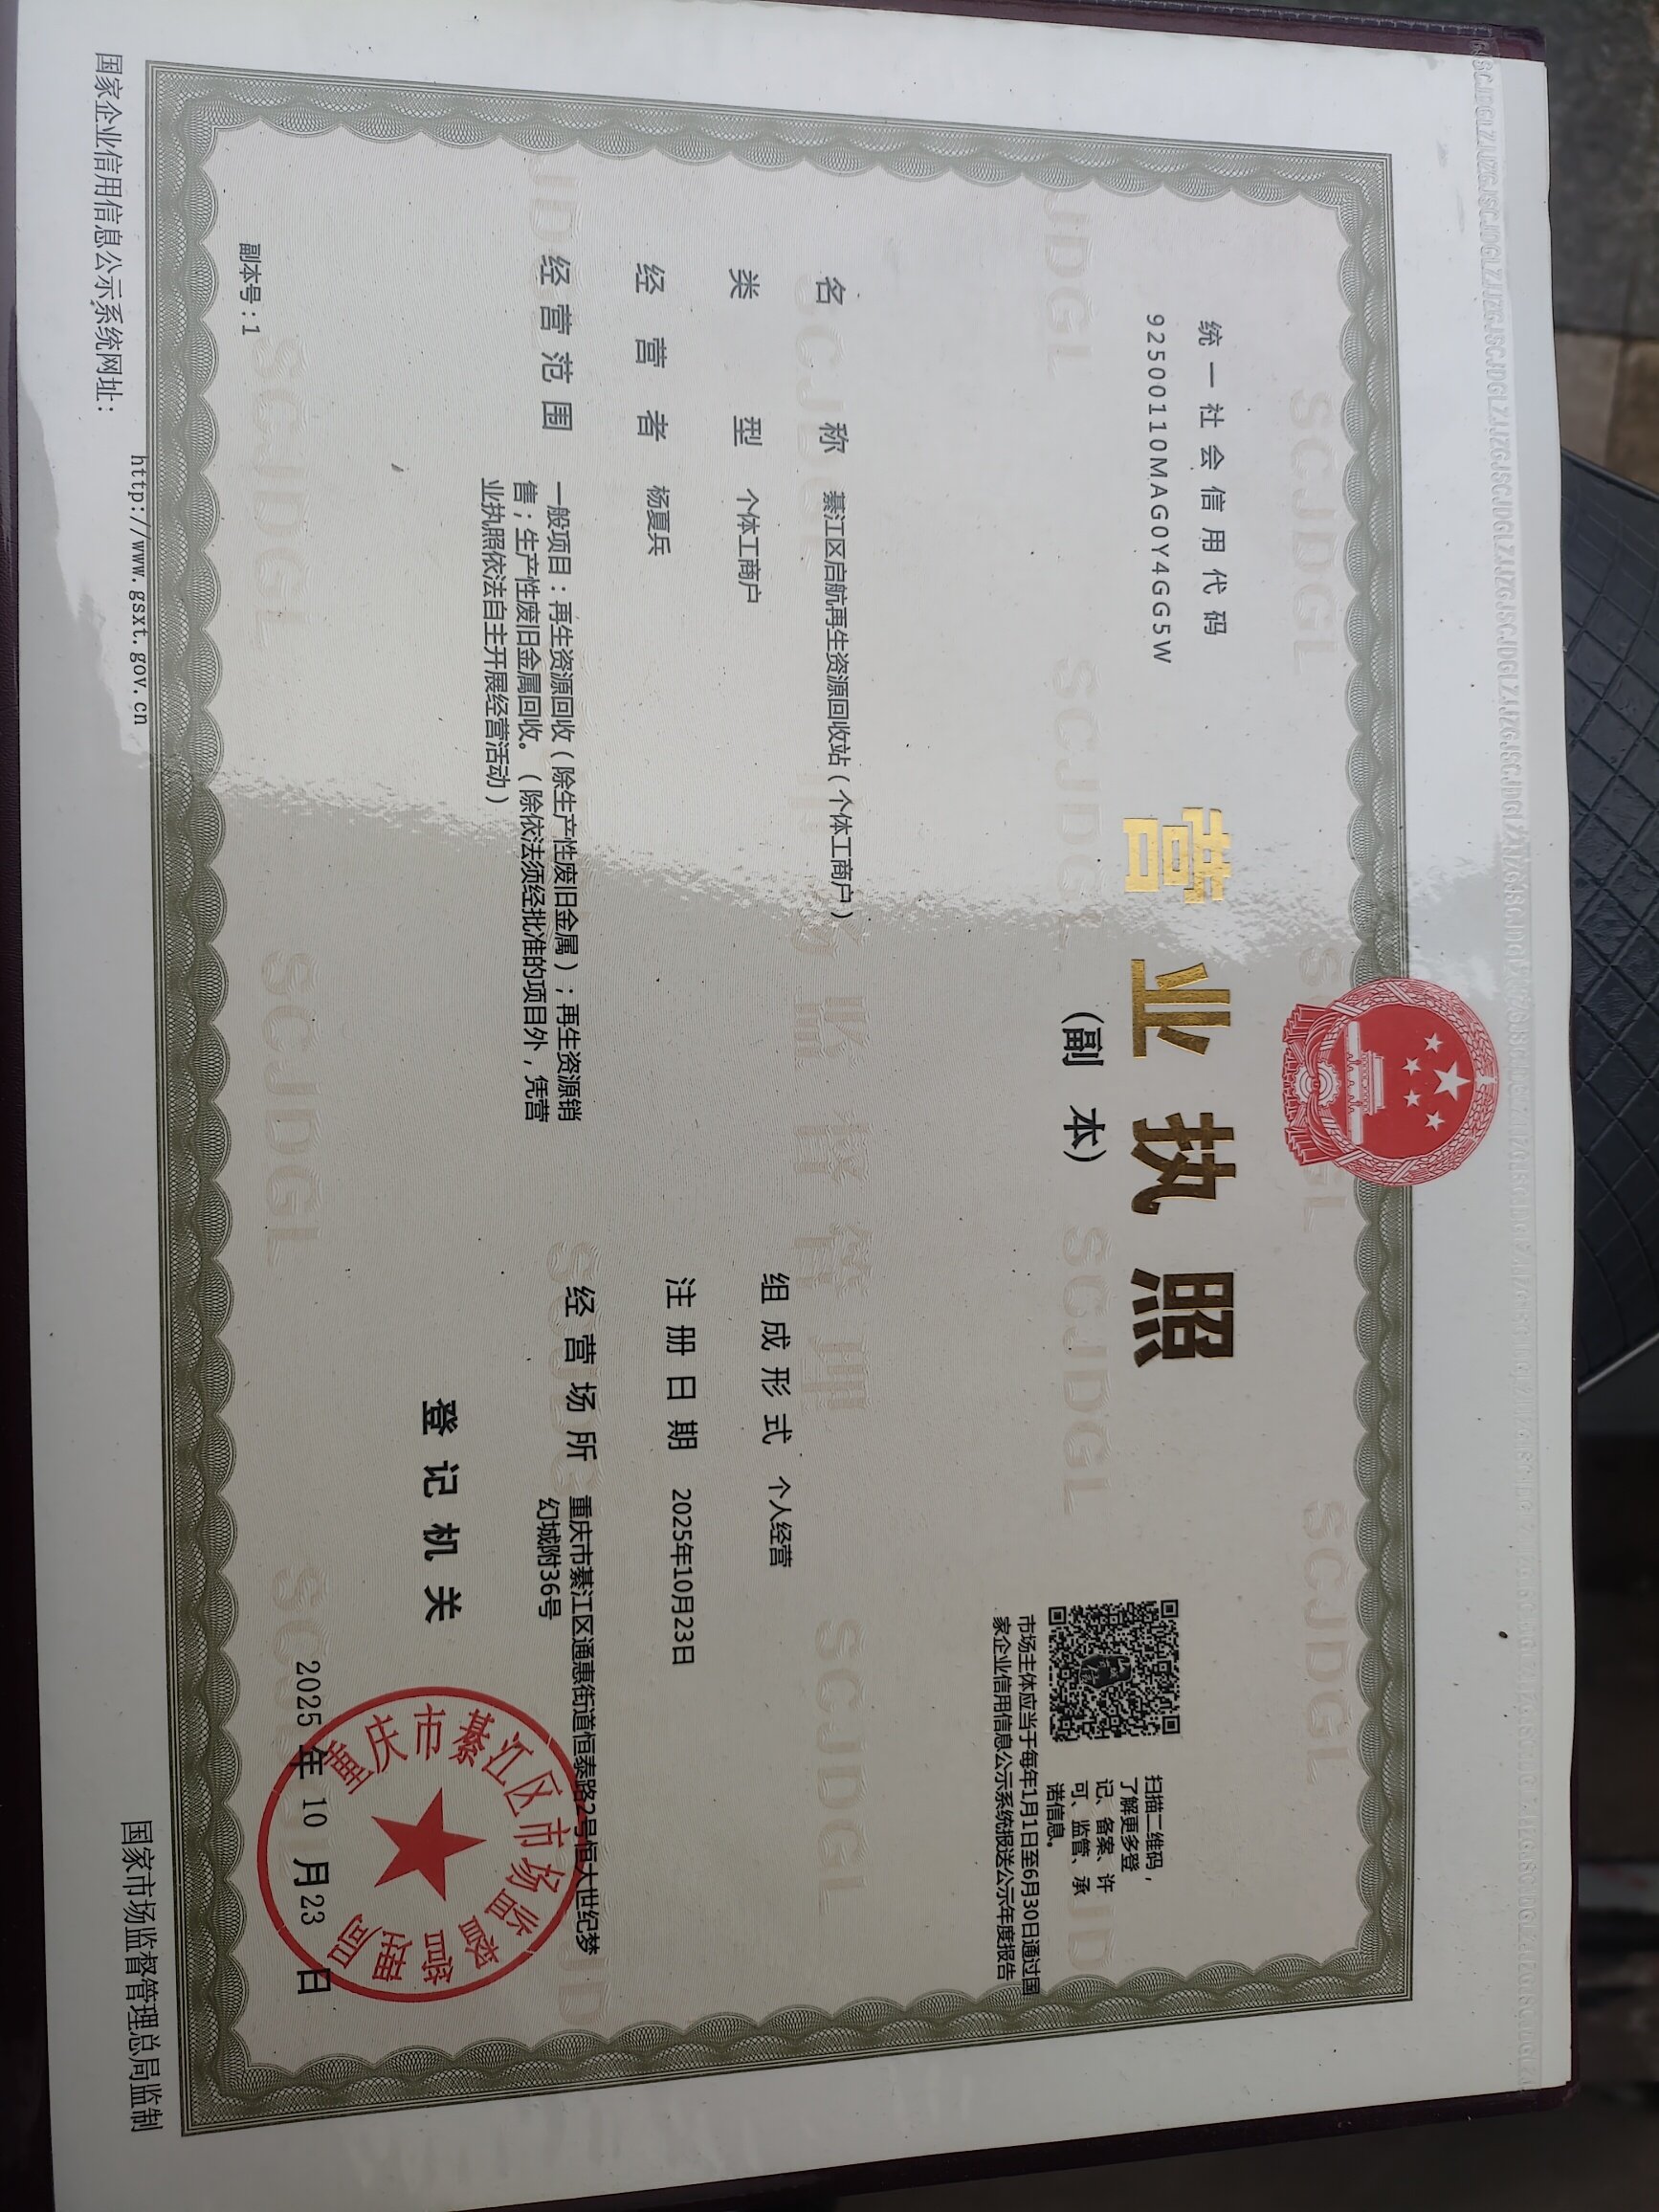 统一社会信用代码
92500110MAG0Y4GG5W
营业执照
(副 本)
扫描二维码，
了解更多登
记、备案、许
可、监管、承
诺信息。
市场主体应当于每年1月1日至6月30日通过国
家企业信用信息公示系统报送公示年度报告
名称 綦江区启航再生资源回收站（个体工商户）
类型 个体工商户
组成形式 个人经营
经营者 杨夏兵
注册日期 2025年10月23日
经营范围 一般项目：再生资源回收（除生产性废旧金属）；再生资源销
售；生产性废旧金属回收。（除依法须经批准的项目外，凭营
业执照依法自主开展经营活动）
经营场所 重庆市綦江区通惠街道恒泰路2号恒大世纪梦
幻城附36号
登记机关
重庆市綦江区市场监督管理局
2025年10月23日
副本号：1
国家企业信用信息公示系统网址：
http://www.gsxt.gov.cn
国家市场监督管理总局监制